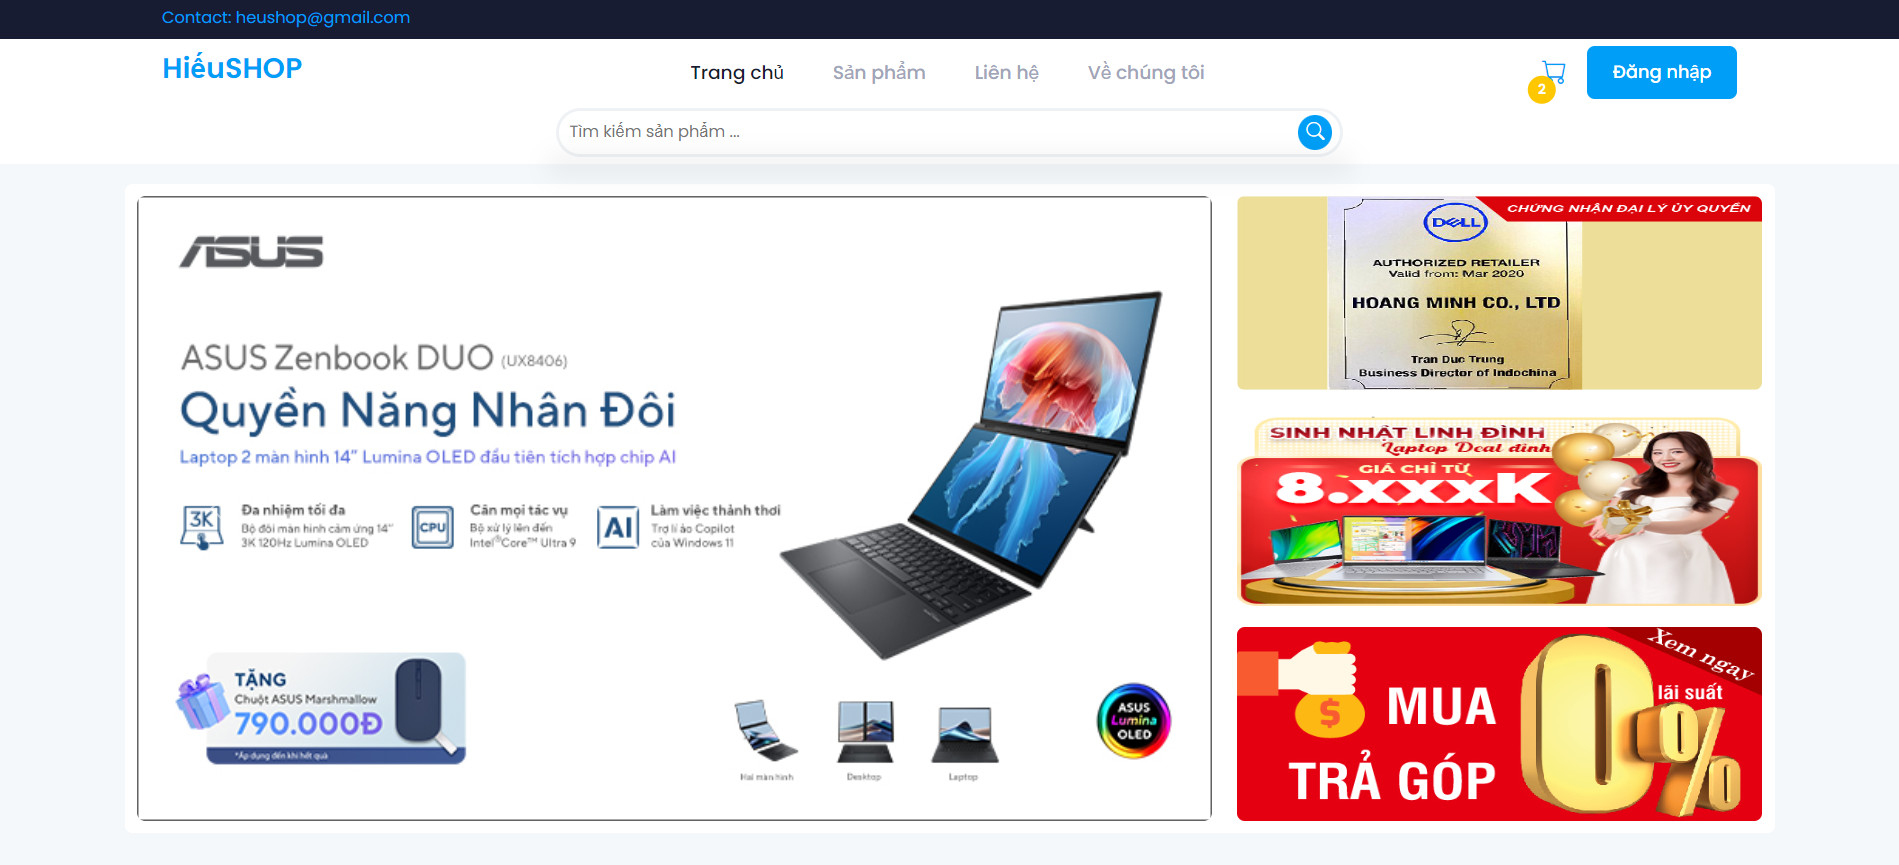 Contact: heushop@gmail.com
HiếuSHOP
Trang chủ
Sản phẩm
Liên hệ
Về chúng tôi
2
Đăng nhập
Tìm kiếm sản phẩm ...
ASUS
ASUS Zenbook DUO (UX8406)
Quyền Năng Nhân Đôi
Laptop 2 màn hình 14” Lumina OLED đầu tiên tích hợp chip AI
3K
Đa nhiệm tối đa
Bộ đôi màn hình cảm ứng 14”
3K 120Hz Lumina OLED
CPU
Cân mọi tác vụ
Bộ xử lý lên đến
Intel®Core™ Ultra 9
AI
Làm việc thảnh thơi
Trợ lí ảo Copilot
của Windows 11
TẶNG
Chuột ASUS Marshmallow
790.000Đ
*Áp dụng đến khi hết quà
Hai màn hình
Desktop
Laptop
ASUS
Lumina
OLED
CHỨNG NHẬN ĐẠI LÝ ỦY QUYỀN
DELL
AUTHORIZED RETAILER
Valid from: Mar 2020
HOANG MINH CO., LTD
Tran Duc Trung
Business Director of Indochina
SINH NHẬT LINH ĐÌNH
Laptop Deal đỉnh
GIÁ CHỈ TỪ
8.xxxK
Xem ngay
MUA
TRẢ GÓP
$
0%
lãi suất